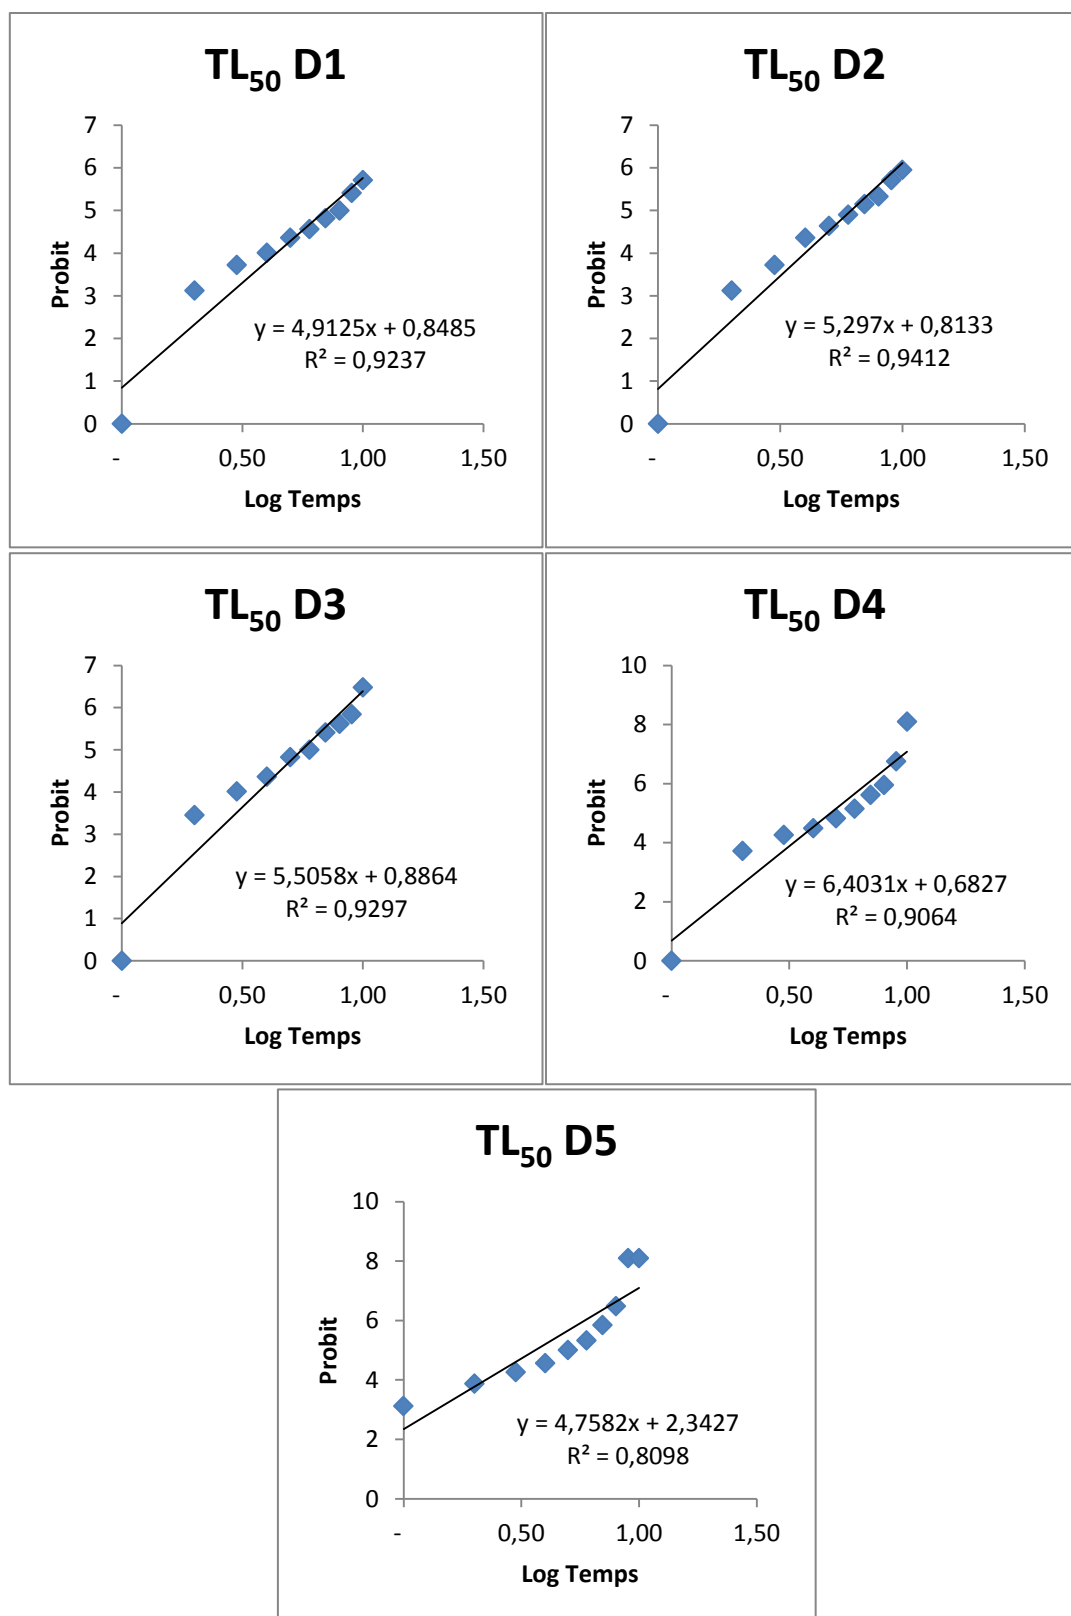 TL50 D1
7
6
5
4
3
2
1
0
Probit
y = 4,9125x + 0,8485
R² = 0,9237
- 0,50 1,00 1,50
Log Temps
TL50 D2
7
6
5
4
3
2
1
0
Probit
y = 5,297x + 0,8133
R² = 0,9412
- 0,50 1,00 1,50
Log Temps
TL50 D3
7
6
5
4
3
2
1
0
Probit
y = 5,5058x + 0,8864
R² = 0,9297
- 0,50 1,00 1,50
Log Temps
TL50 D4
10
8
6
4
2
0
Probit
y = 6,4031x + 0,6827
R² = 0,9064
- 0,50 1,00 1,50
Log Temps
TL50 D5
10
8
6
4
2
0
Probit
y = 4,7582x + 2,3427
R² = 0,8098
- 0,50 1,00 1,50
Log Temps